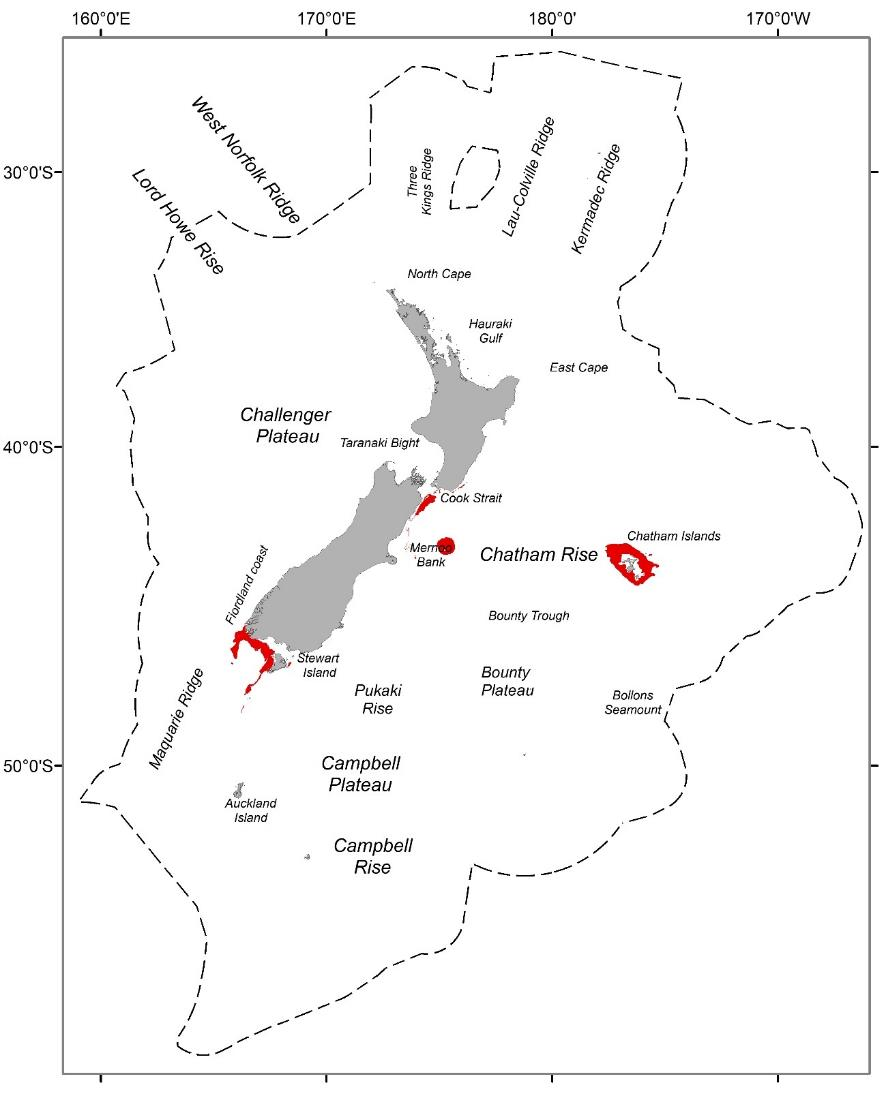 160°0'E
170°0'E
180°0'
170°0'W
30°0'S
40°0'S
50°0'S
West Norfolk Ridge
Lord Howe Rise
Three
Kings Ridge
Lau-Colville Ridge
Kermadec Ridge
North Cape
Hauraki
Gulf
East Cape
Challenger
Plateau
Taranaki Bight
Cook Strait
Mernoo
Bank
Chatham Rise
Chatham Islands
Fiordland coast
Bounty Trough
Stewart
Island
Pukaki
Rise
Bounty
Plateau
Bollons
Seamount
Maquarie Ridge
Campbell
Plateau
Auckland
Island
Campbell
Rise